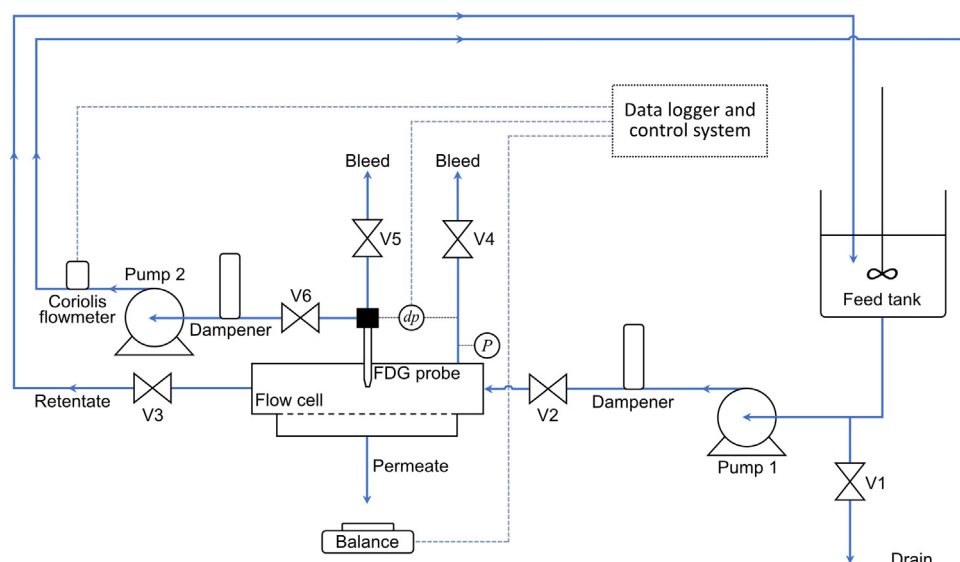 Data logger and
control system
Bleed
Bleed
V5
V4
Pump 2
V6
Feed tank
Coriolis
flowmeter
Dampener
dp
P
FDG probe
Retentate
V3
Flow cell
V2
Dampener
Permeate
Pump 1
V1
Balance
Drain